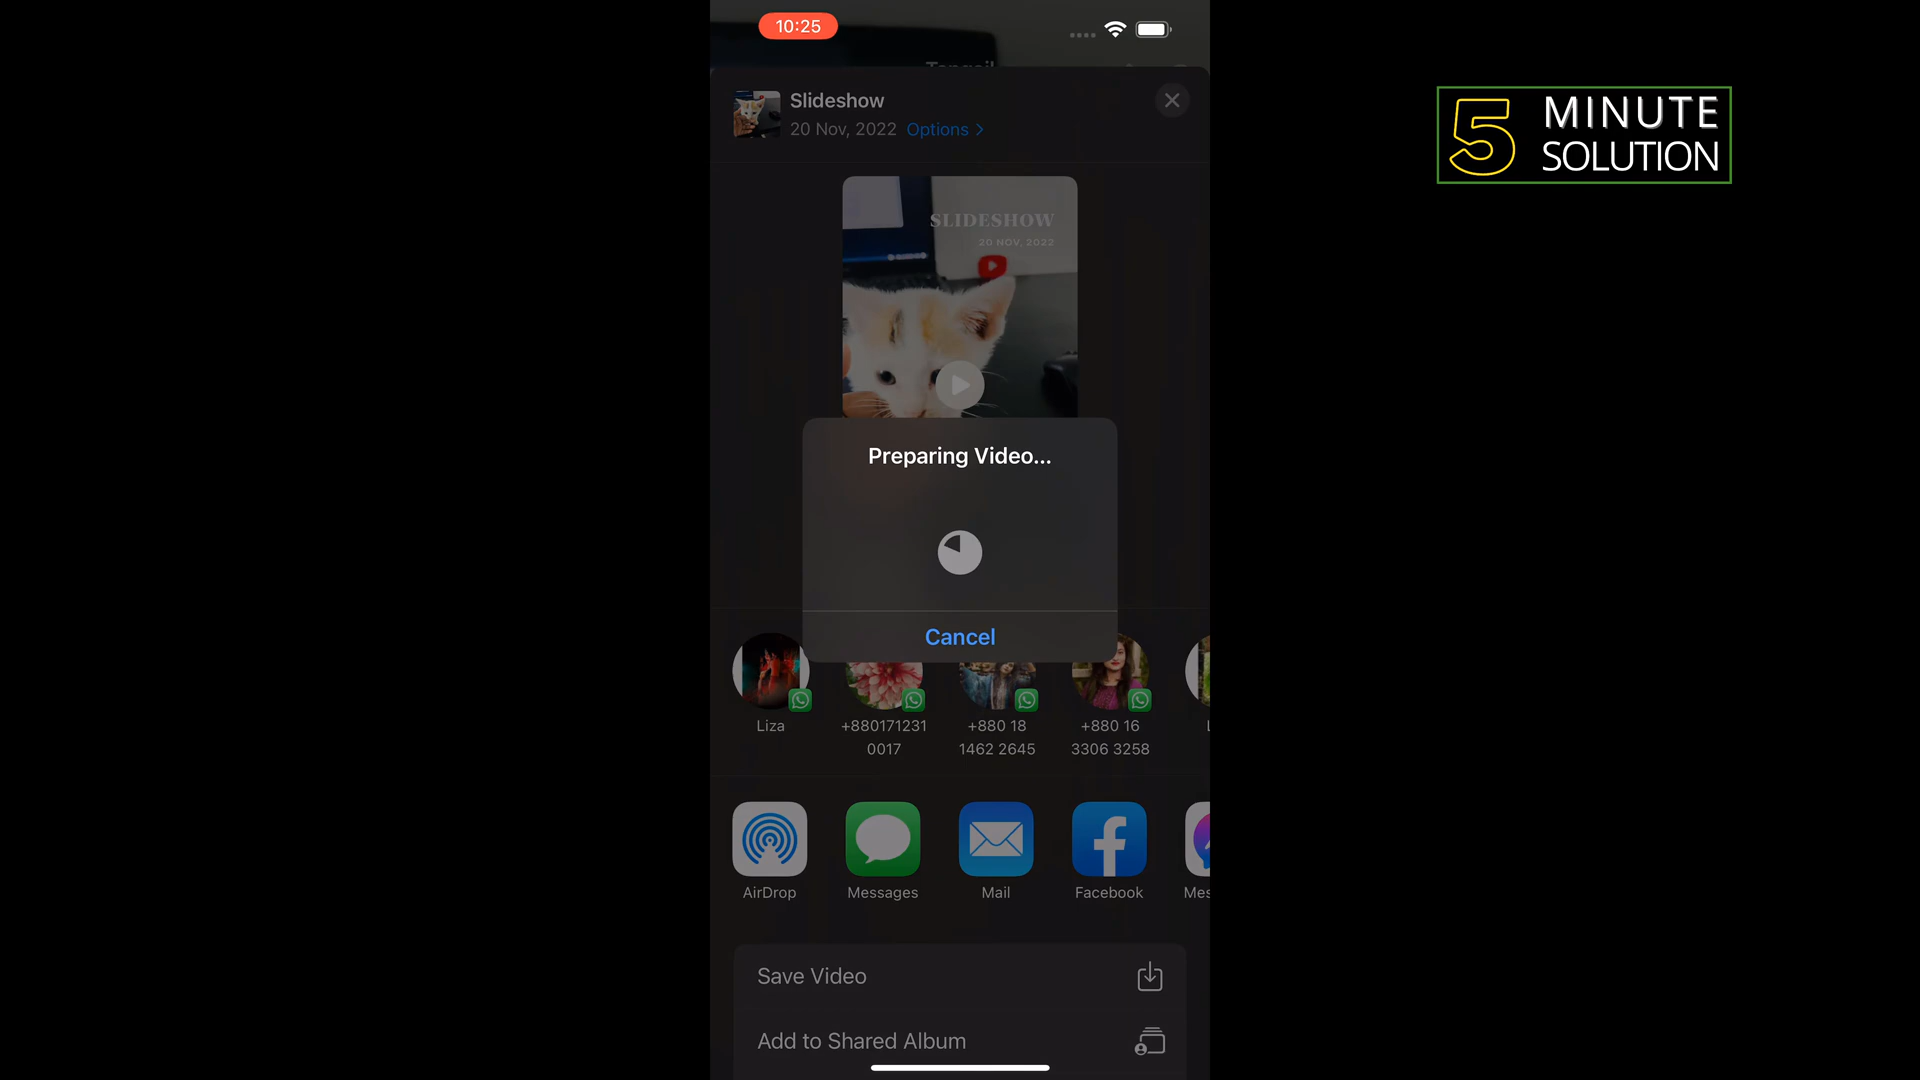 10:25
Slideshow
20 Nov, 2022 Options >
SLIDESHOW
20 NOV, 2022
Preparing Video...
Cancel
Liza
+880171231
0017
+880 18
1462 2645
+880 16
3306 3258
AirDrop
Messages
Mail
Facebook
Mes
Save Video
Add to Shared Album
5 MINUTE
SOLUTION